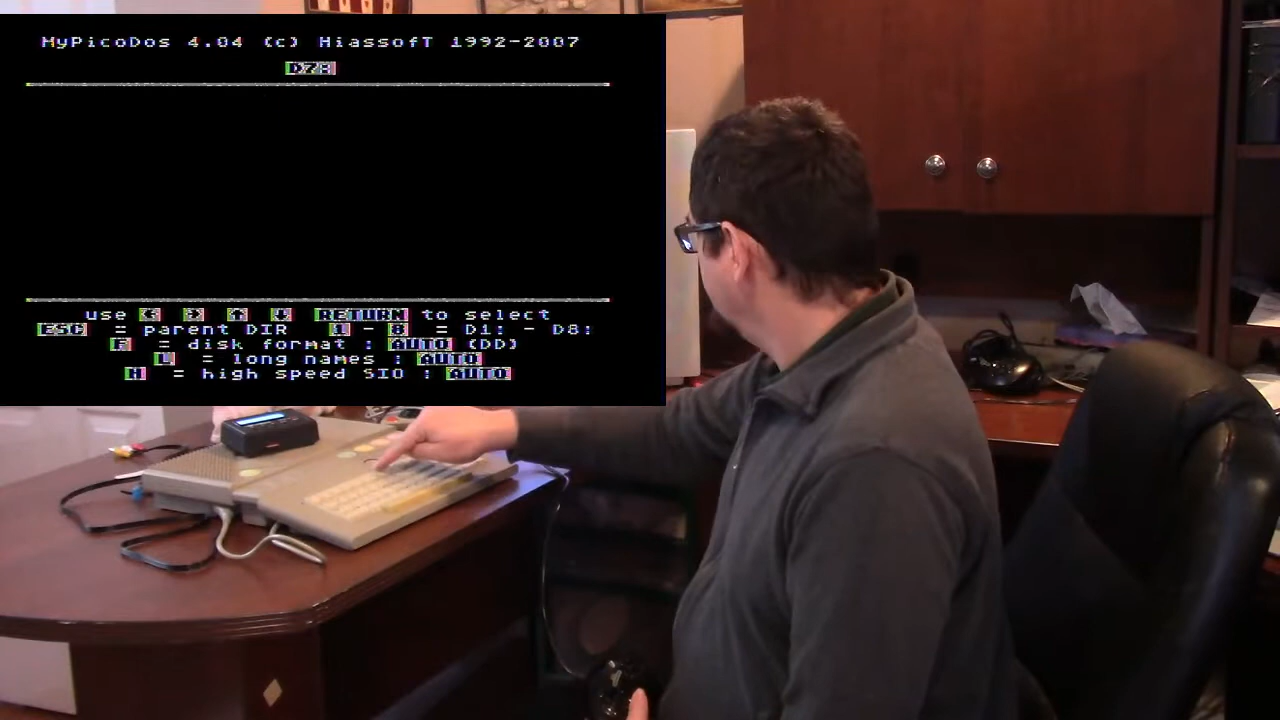 MyPicoDos 4.04 (c) HiassofT 1992-2007
D7:
use ← → ↑ ↓ RETURN to select
ESC = parent DIR 1 - 8 = D1: - D8:
F = disk format : AUTO (DD)
L = long names : AUTO
H = high speed SIO : AUTO